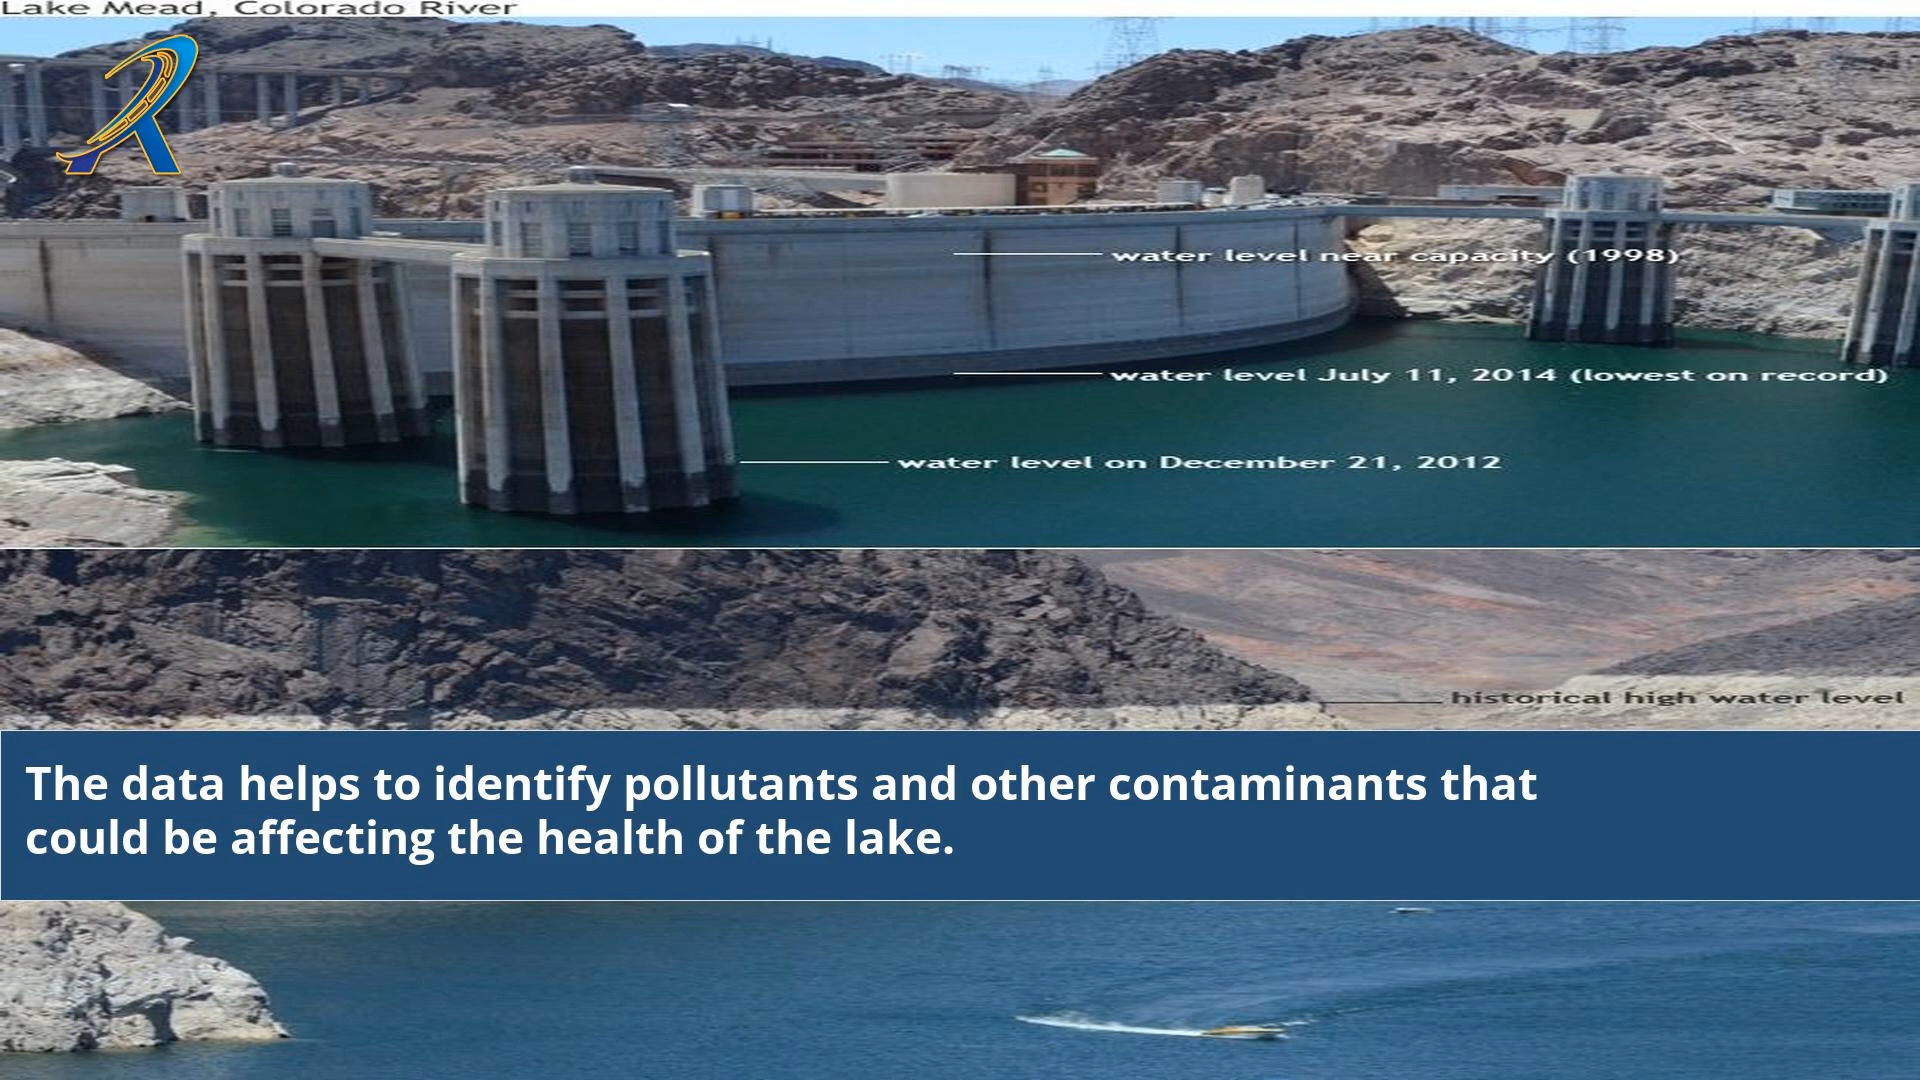 Lake Mead, Colorado River
water level near capacity (1998)
water level July 11, 2014 (lowest on record)
water level on December 21, 2012
historical high water level
The data helps to identify pollutants and other contaminants that
could be affecting the health of the lake.